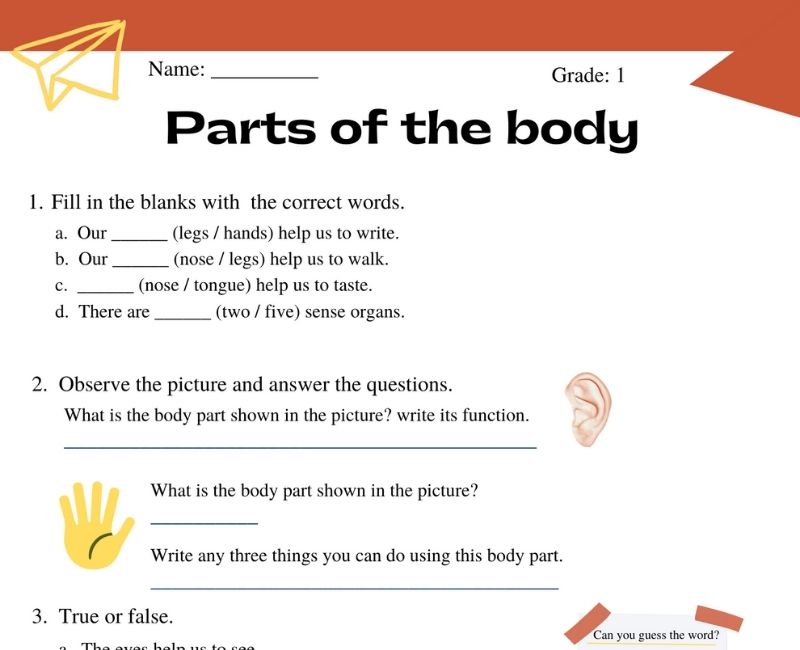 Name: __________
Grade: 1
Parts of the body
1. Fill in the blanks with the correct words.
a. Our ______ (legs / hands) help us to write.
b. Our ______ (nose / legs) help us to walk.
c. ______ (nose / tongue) help us to taste.
d. There are ______ (two / five) sense organs.
2. Observe the picture and answer the questions.
What is the body part shown in the picture? write its function.
What is the body part shown in the picture?
Write any three things you can do using this body part.
3. True or false.
Can you guess the word?
a. The eyes help us to see